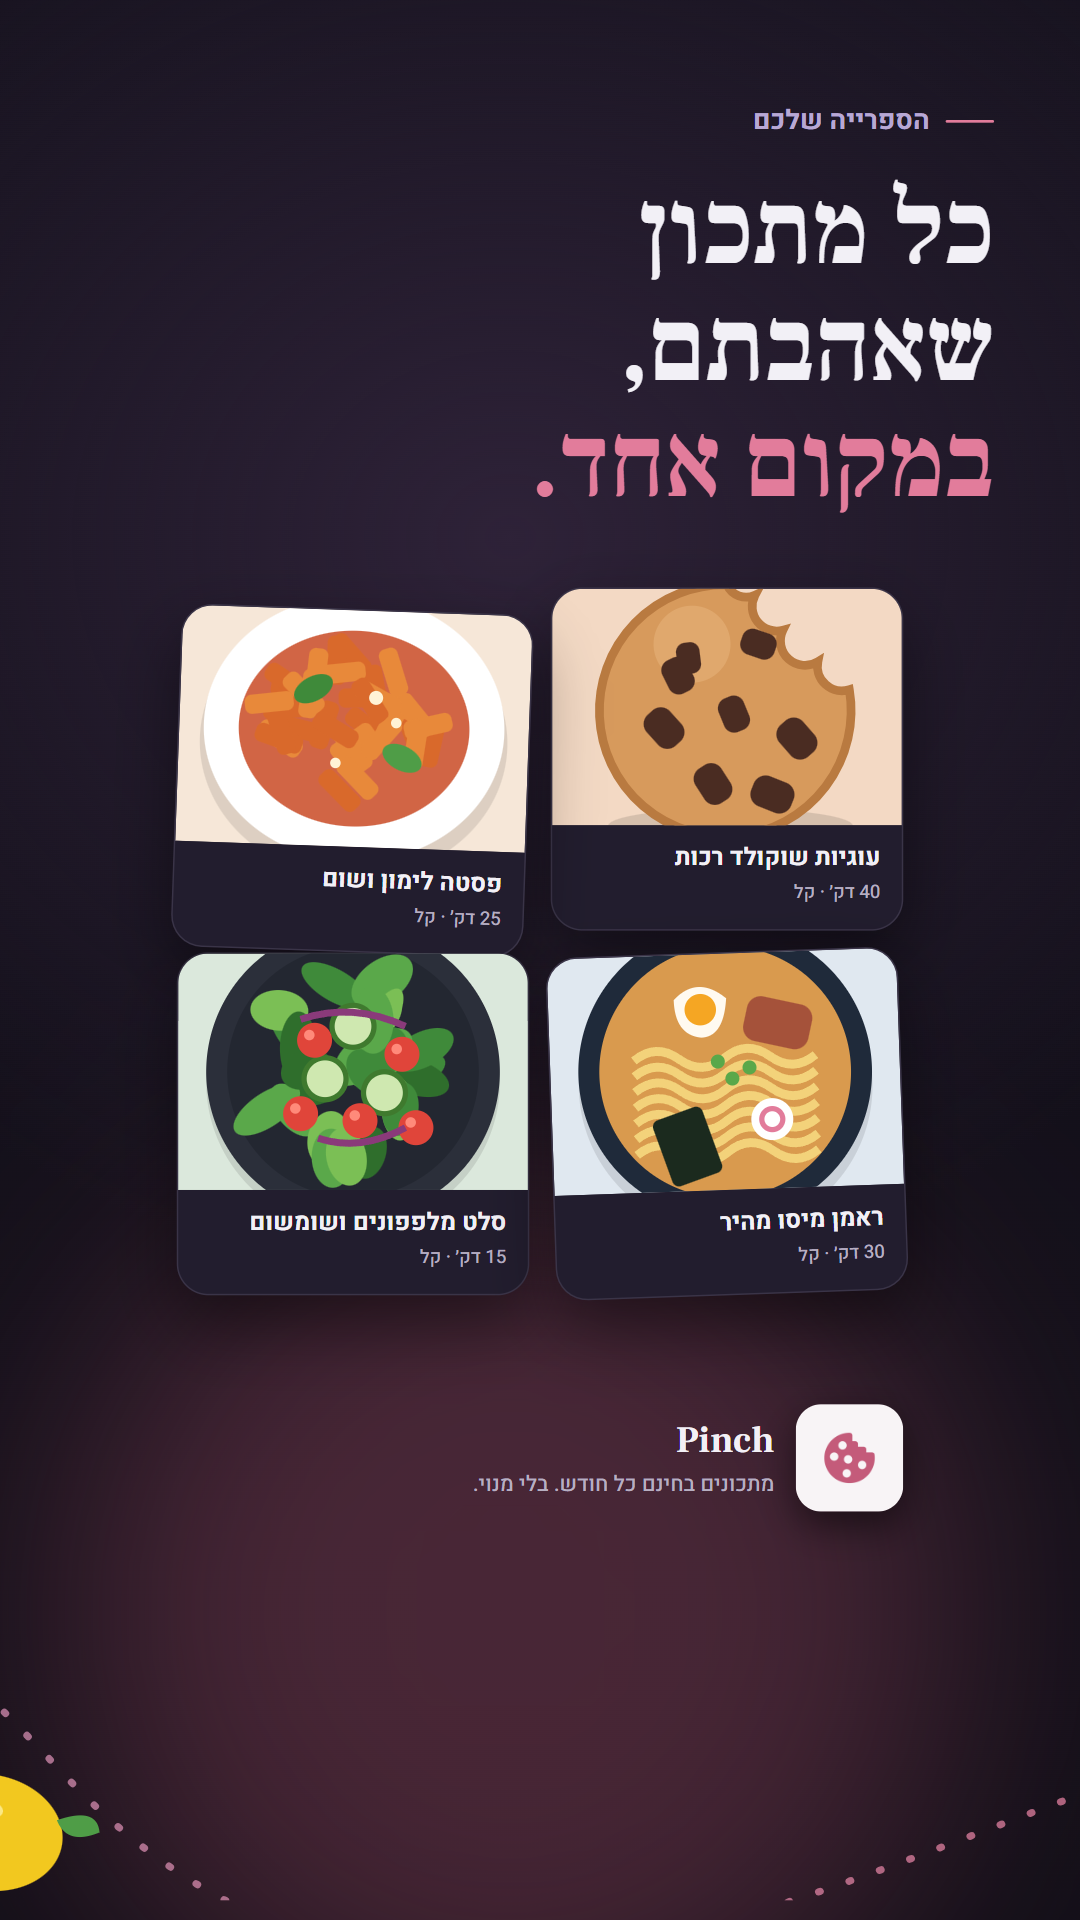 הספרייה שלכם
כל מתכון
שאהבתם,
במקום אחד.
עוגיות שוקולד רכות
40 דק׳ · קל
פסטה לימון ושום
25 דק׳ · קל
ראמן מיסו מהיר
30 דק׳ · קל
סלט מלפפונים ושומשום
15 דק׳ · קל
Pinch
מתכונים בחינם כל חודש. בלי מנוי.